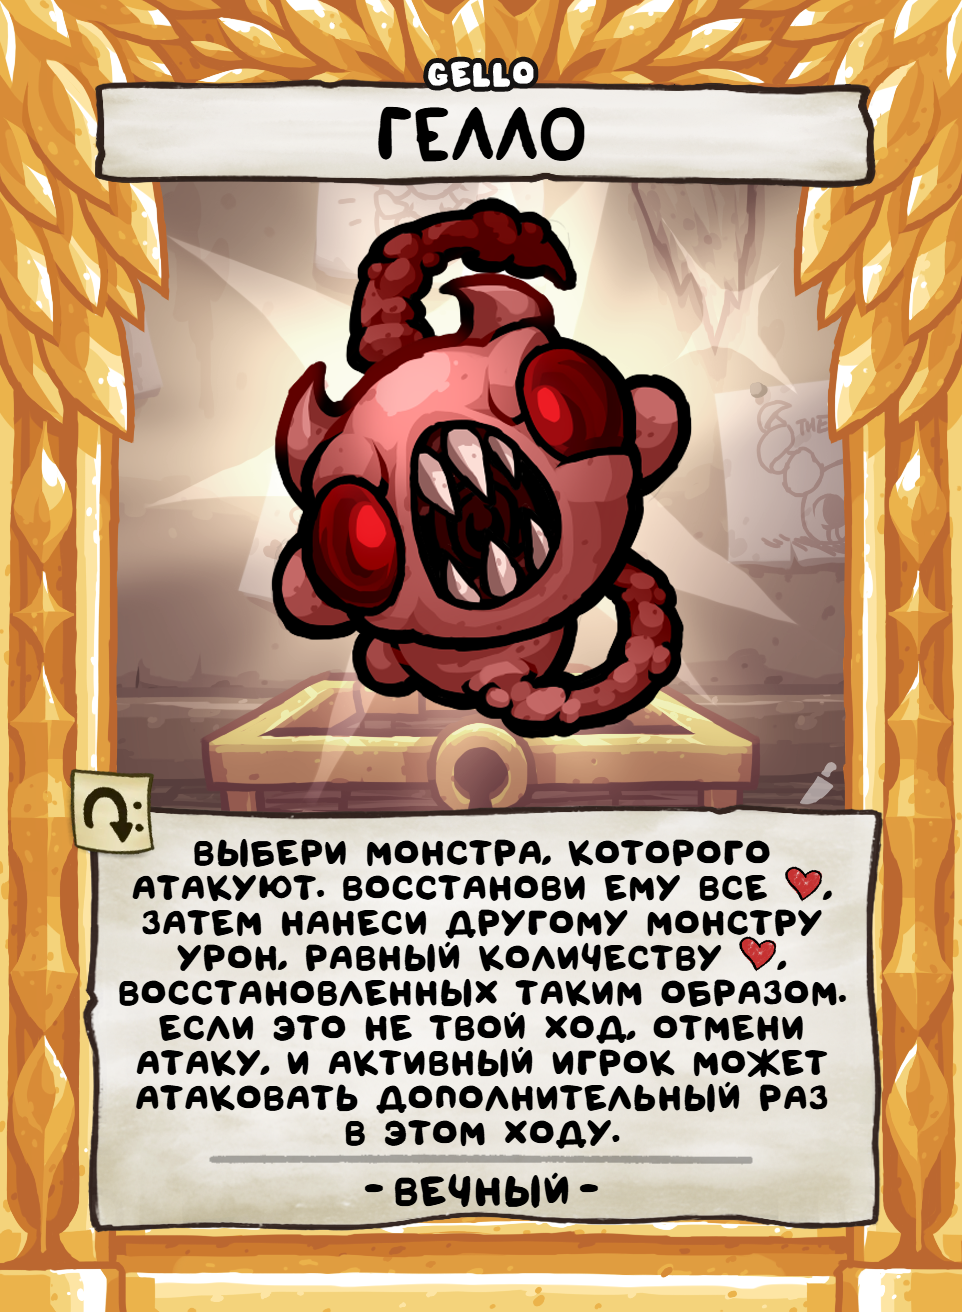 GELLO
ГЕЛЛО
THE
ВЫБЕРИ МОНСТРА, КОТОРОГО
АТАКУЮТ. ВОССТАНОВИ ЕМУ ВСЕ ❤,
ЗАТЕМ НАНЕСИ ДРУГОМУ МОНСТРУ
УРОН, РАВНЫЙ КОЛИЧЕСТВУ ❤,
ВОССТАНОВЛЕННЫХ ТАКИМ ОБРАЗОМ.
ЕСЛИ ЭТО НЕ ТВОЙ ХОД, ОТМЕНИ
АТАКУ, И АКТИВНЫЙ ИГРОК МОЖЕТ
АТАКОВАТЬ ДОПОЛНИТЕЛЬНЫЙ РАЗ
В ЭТОМ ХОДУ.
- ВЕЧНЫЙ -